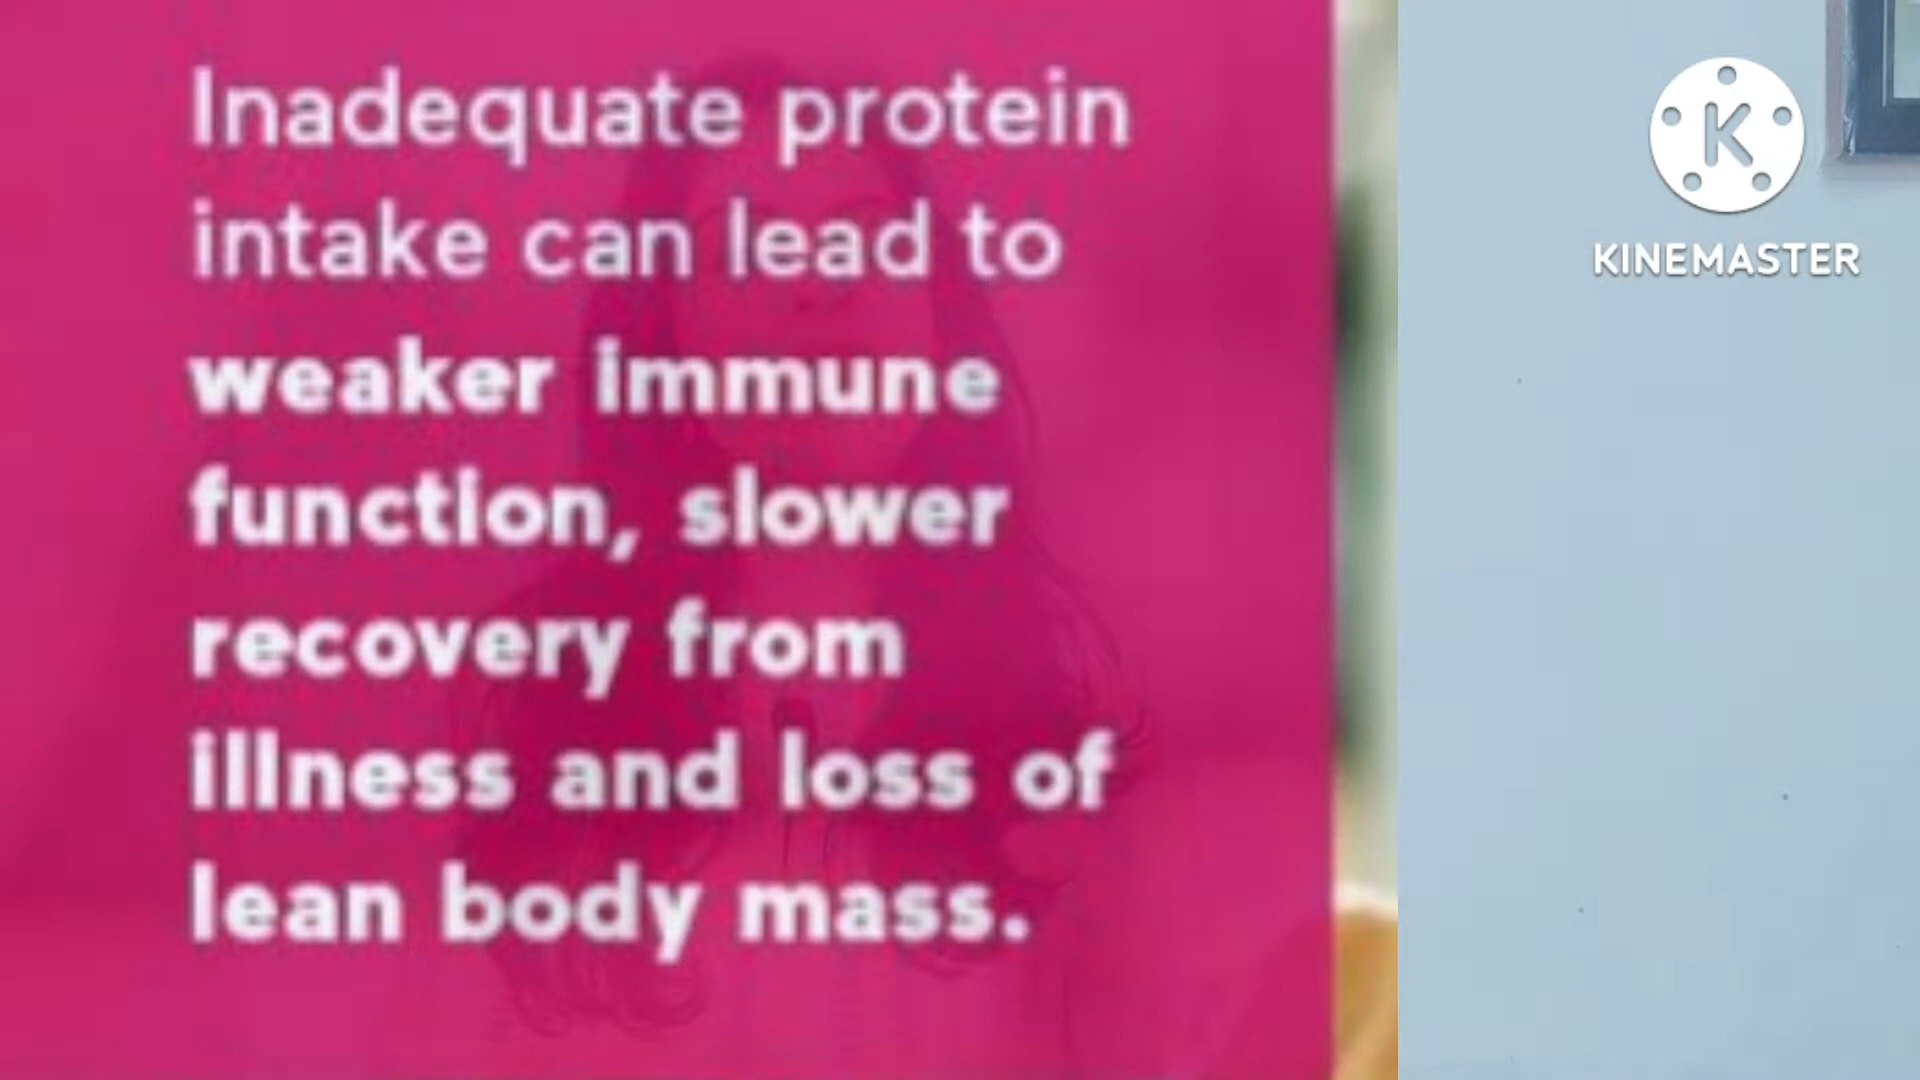 Inadequate protein
intake can lead to
weaker immune
function, slower
recovery from
illness and loss of
lean body mass.
K
KINEMASTER